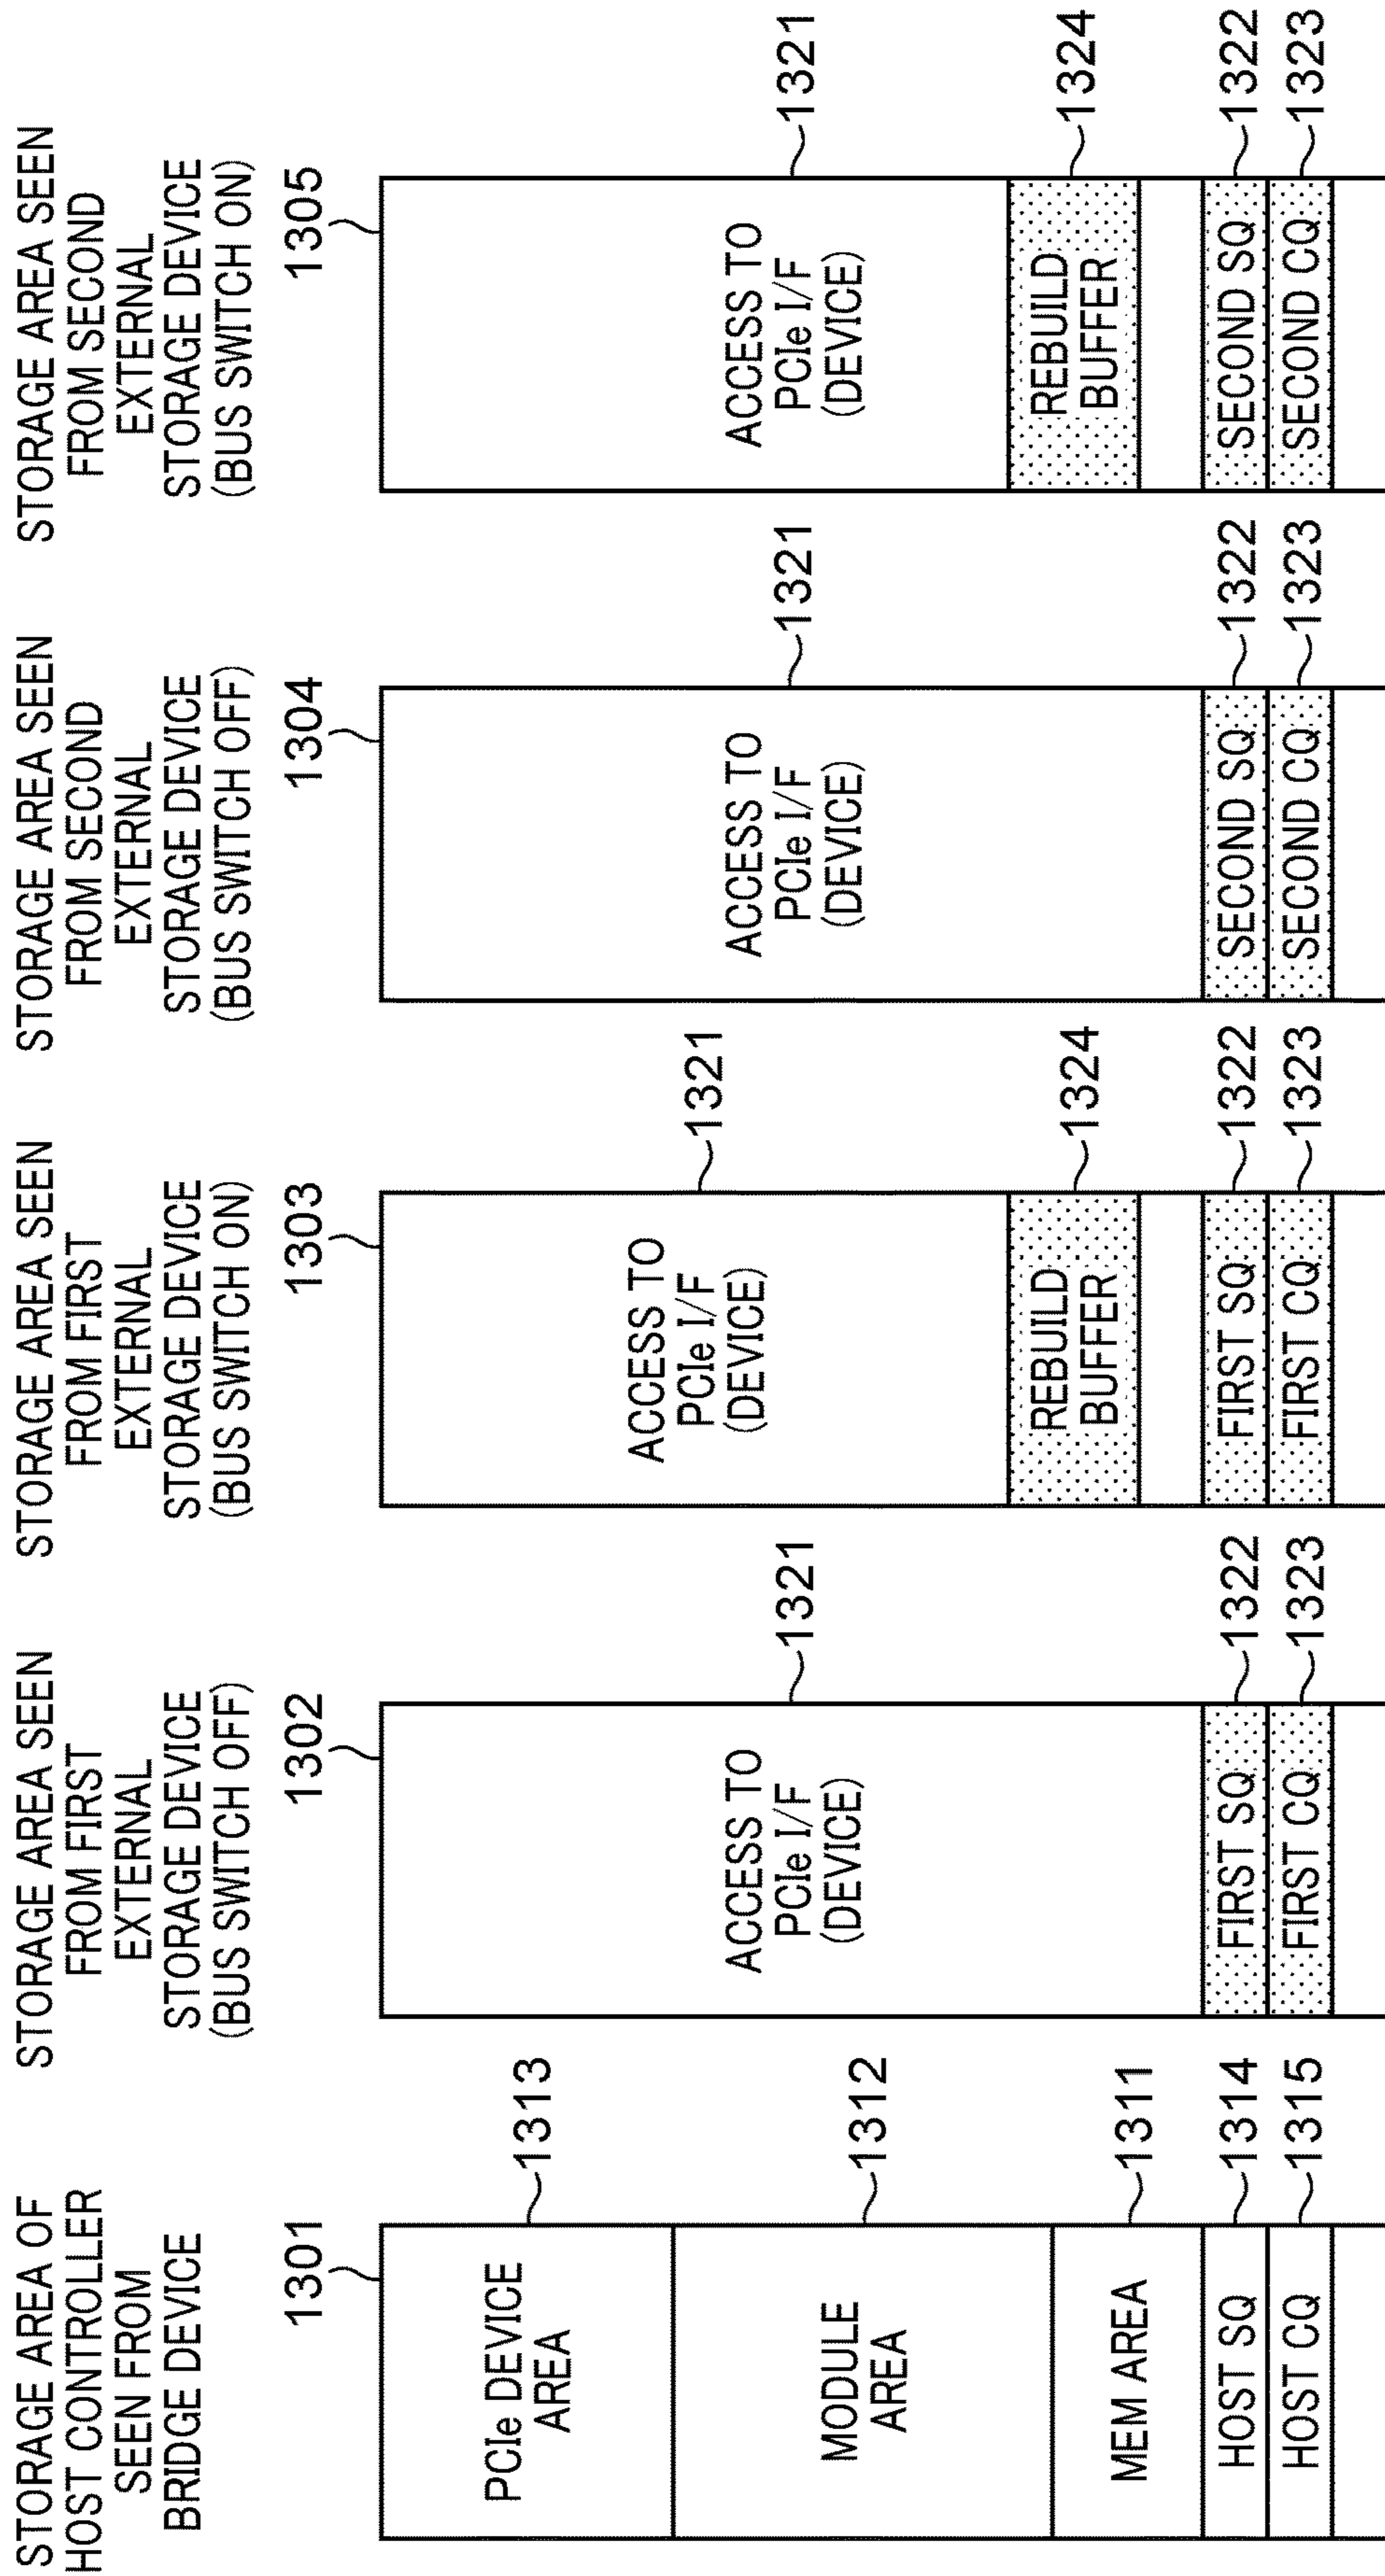 STORAGE AREA OF
HOST CONTROLLER
SEEN FROM
BRIDGE DEVICE
1301
PCIe DEVICE
AREA
1313
MODULE
AREA
1312
MEM AREA
1311
HOST SQ
1314
HOST CQ
1315
STORAGE AREA SEEN
FROM FIRST
EXTERNAL
STORAGE DEVICE
(BUS SWITCH OFF)
1302
ACCESS TO
PCIe I/F
(DEVICE)
1321
FIRST SQ
1322
FIRST CQ
1323
STORAGE AREA SEEN
FROM FIRST
EXTERNAL
STORAGE DEVICE
(BUS SWITCH ON)
1303
ACCESS TO
PCIe I/F
(DEVICE)
1321
REBUILD
BUFFER
1324
FIRST SQ
1322
FIRST CQ
1323
STORAGE AREA SEEN
FROM SECOND
EXTERNAL
STORAGE DEVICE
(BUS SWITCH OFF)
1304
ACCESS TO
PCIe I/F
(DEVICE)
1321
SECOND SQ
1322
SECOND CQ
1323
STORAGE AREA SEEN
FROM SECOND
EXTERNAL
STORAGE DEVICE
(BUS SWITCH ON)
1305
ACCESS TO
PCIe I/F
(DEVICE)
1321
REBUILD
BUFFER
1324
SECOND SQ
1322
SECOND CQ
1323